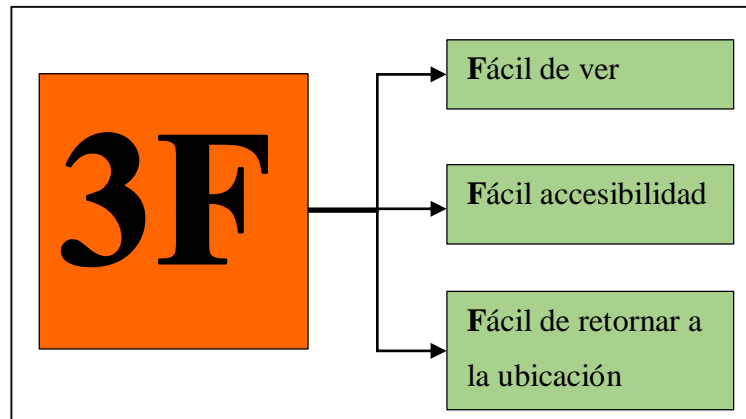 3F
Fácil de ver
Fácil accesibilidad
Fácil de retornar a
la ubicación